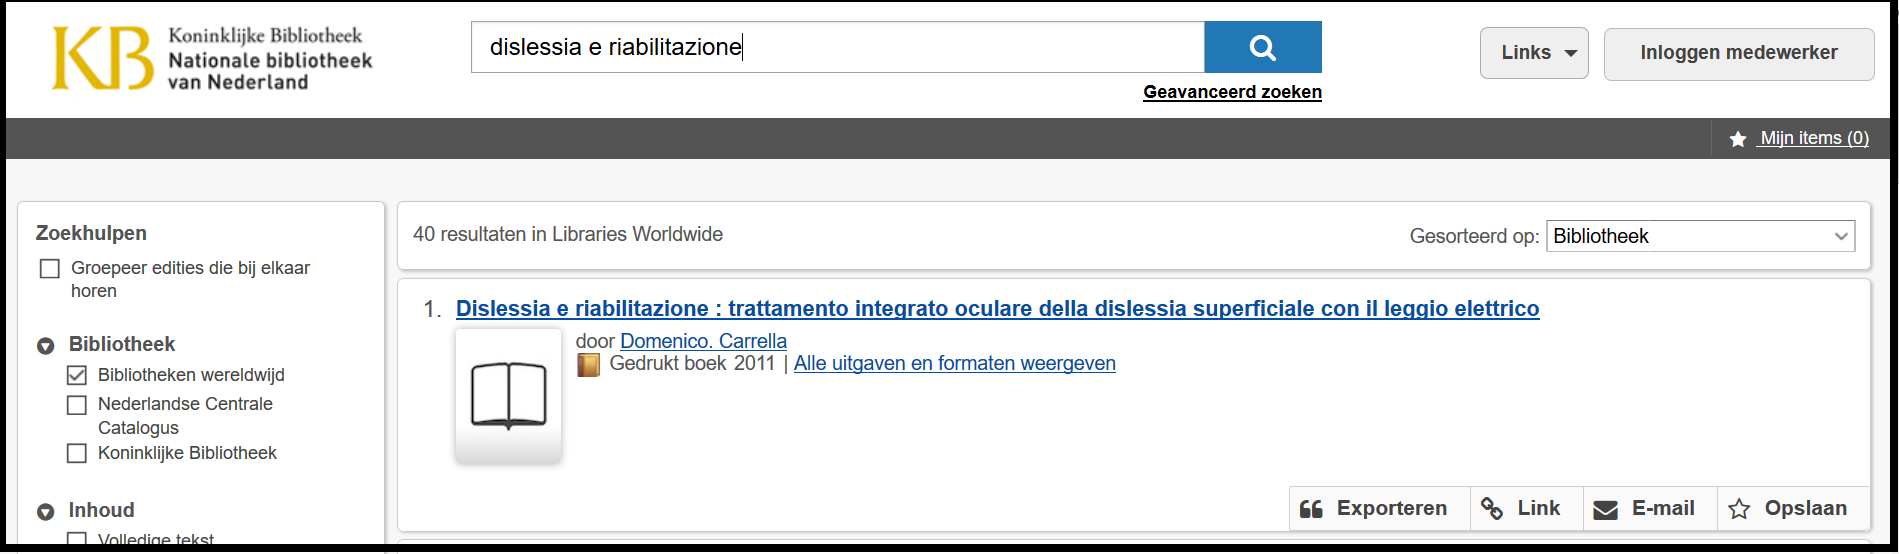 KB
Koninklijke Bibliotheek
Nationale bibliotheek
van Nederland
dislessia e riabilitazione
Geavanceerd zoeken
Links
Inloggen medewerker
Mijn items (0)
Zoekhulpen
Groepeer edities die bij elkaar
horen
Bibliotheek
Bibliotheken wereldwijd
Nederlandse Centrale
Catalogus
Koninklijke Bibliotheek
Inhoud
Volledige tekst
40 resultaten in Libraries Worldwide
Gesorteerd op: Bibliotheek
1. Dislessia e riabilitazione : trattamento integrato oculare della dislessia superficiale con il leggio elettrico
door Domenico. Carrella
Gedrukt boek 2011 | Alle uitgaven en formaten weergeven
Exporteren Link E-mail Opslaan